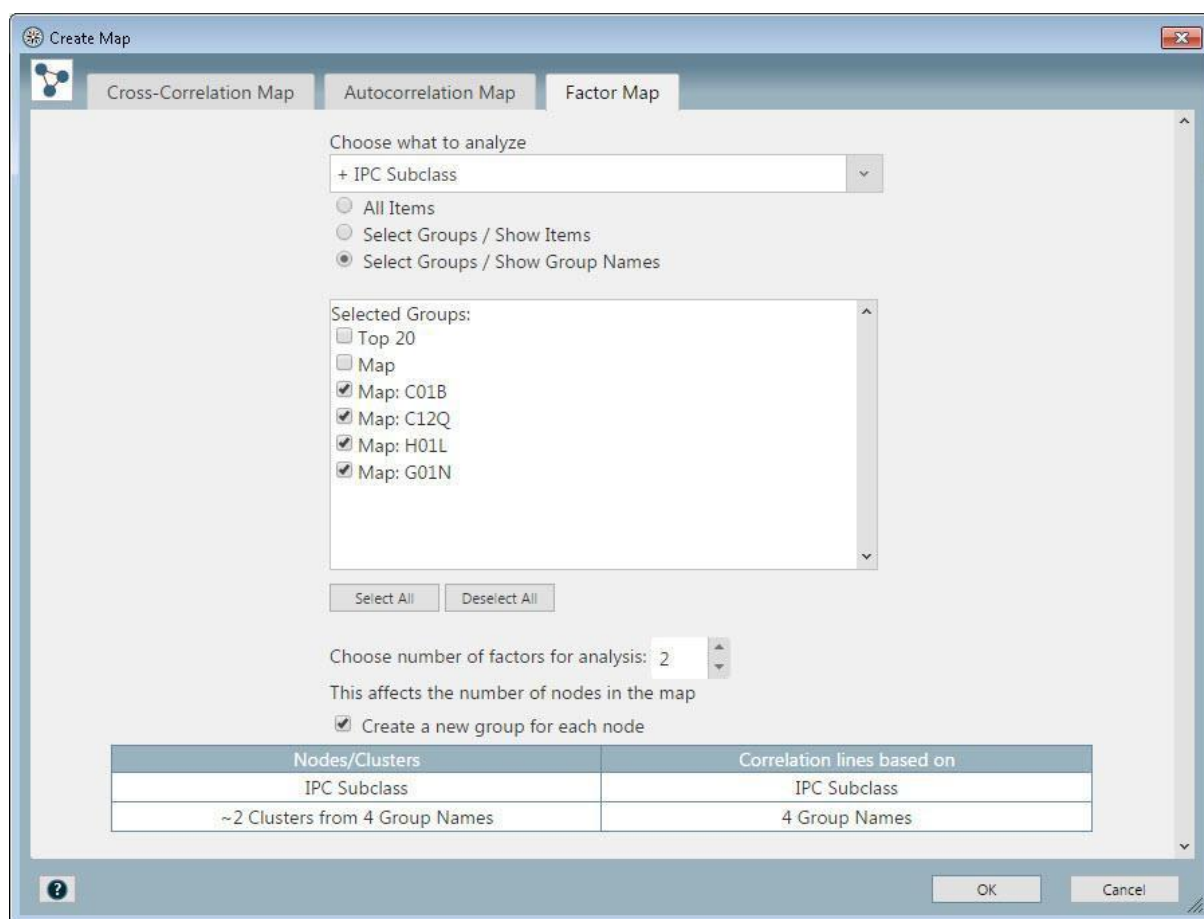 Create Map
Cross-Correlation Map Autocorrelation Map Factor Map
Choose what to analyze
+ IPC Subclass
All Items
Select Groups / Show Items
Select Groups / Show Group Names
Selected Groups:
Top 20
Map
Map: C01B
Map: C12Q
Map: H01L
Map: G01N
Select All Deselect All
Choose number of factors for analysis: 2
This affects the number of nodes in the map
Create a new group for each node
Nodes/Clusters Correlation lines based on
IPC Subclass IPC Subclass
~2 Clusters from 4 Group Names 4 Group Names
? OK Cancel